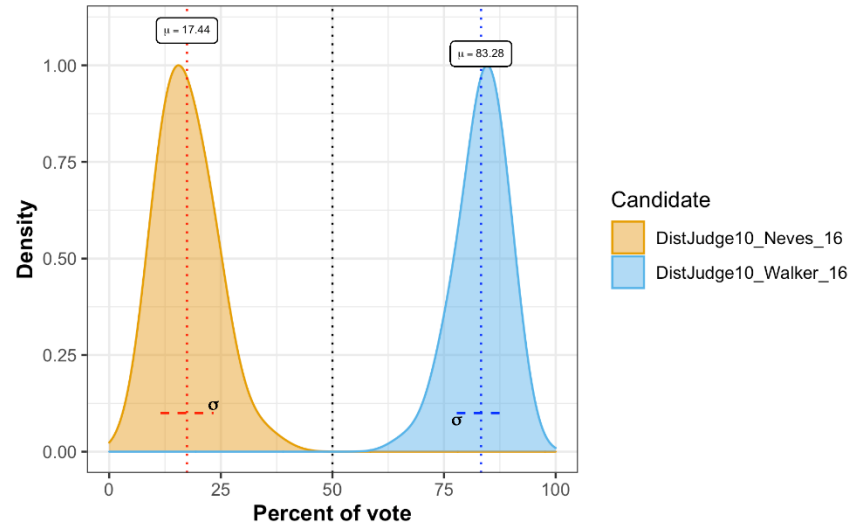 μ = 17.44
μ = 83.28
1.00
0.75
0.50
0.25
0.00
Density
σ
σ
0
25
50
75
100
Percent of vote
Candidate
DistJudge10_Neves_16
DistJudge10_Walker_16